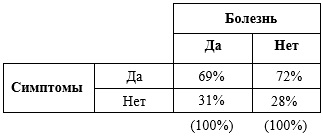 Болезнь
Да Нет
Симптомы Да 69% 72%
Нет 31% 28%
(100%) (100%)